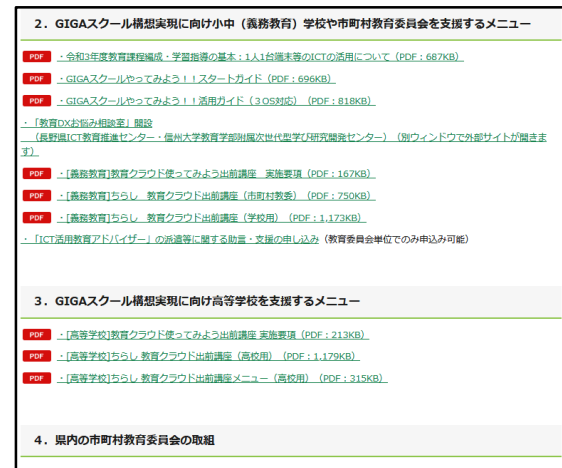 ２．GIGAスクール構想実現に向け小中（義務教育）学校や市町村教育委員会を支援するメニュー
PDF ・令和3年度教育課程編成・学習指導の基本：1人1台端末等のICTの活用について（PDF：687KB）
PDF ・GIGAスクールやってみよう！！スタートガイド（PDF：696KB）
PDF ・GIGAスクールやってみよう！！活用ガイド（３OS対応）（PDF：818KB）
・「教育DXお悩み相談室」開設
（長野県ICT教育推進センター・信州大学教育学部附属次世代型学び研究開発センター）（別ウィンドウで外部サイトが開きま
す）
PDF ・[義務教育]教育クラウド使ってみよう出前講座　実施要項（PDF：167KB）
PDF ・[義務教育]ちらし　教育クラウド出前講座（市町村教委）（PDF：750KB）
PDF ・[義務教育]ちらし　教育クラウド出前講座（学校用）（PDF：1,173KB）
・「ICT活用教育アドバイザー」の派遣等に関する助言・支援の申し込み（教育委員会単位でのみ申込み可能）
３．GIGAスクール構想実現に向け高等学校を支援するメニュー
PDF ・[高等学校]教育クラウド使ってみよう出前講座 実施要項（PDF：213KB）
PDF ・[高等学校]ちらし 教育クラウド出前講座（高校用）（PDF：1,179KB）
PDF ・[高等学校]ちらし 教育クラウド出前講座メニュー（高校用）（PDF：315KB）
４．県内の市町村教育委員会の取組